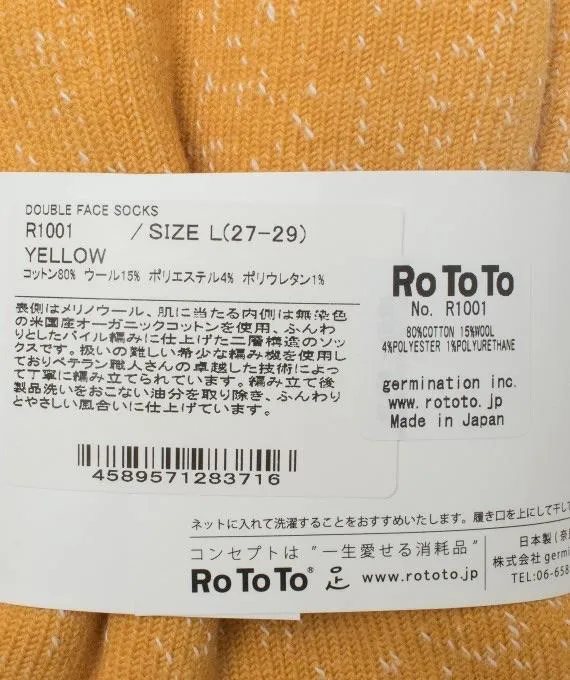 DOUBLE FACE SOCKS
R1001 / SIZE L(27-29)
YELLOW
コットン80% ウール15% ポリエステル4% ポリウレタン1%
表側はメリノウール、肌に当たる内側は無染色
の米国産オーガニックコットンを使用、ふんわ
りとしたパイル編みに仕上げた二層構造のソッ
クスです。扱いの難しい希少な編み機を使用し
ておりベテラン職人さんの卓越した技術によっ
て丁寧に編み立てられています。編み立て後
製品洗いをおこない油分を取り除き、ふんわり
とやさしい風合いに仕上げています。
4589571283716
RoToTo
No. R1001
80%COTTON 15%WOOL
4%POLYESTER 1%POLYURETHANE
germination inc.
www.rototo.jp
Made in Japan
ネットに入れて洗濯することをおすすめいたします。履き口を上にして干して
コンセプトは "一生愛せる消耗品"
RoToTo® 足 www.rototo.jp
日本製(奈
株式会社germi
TEL:06-658